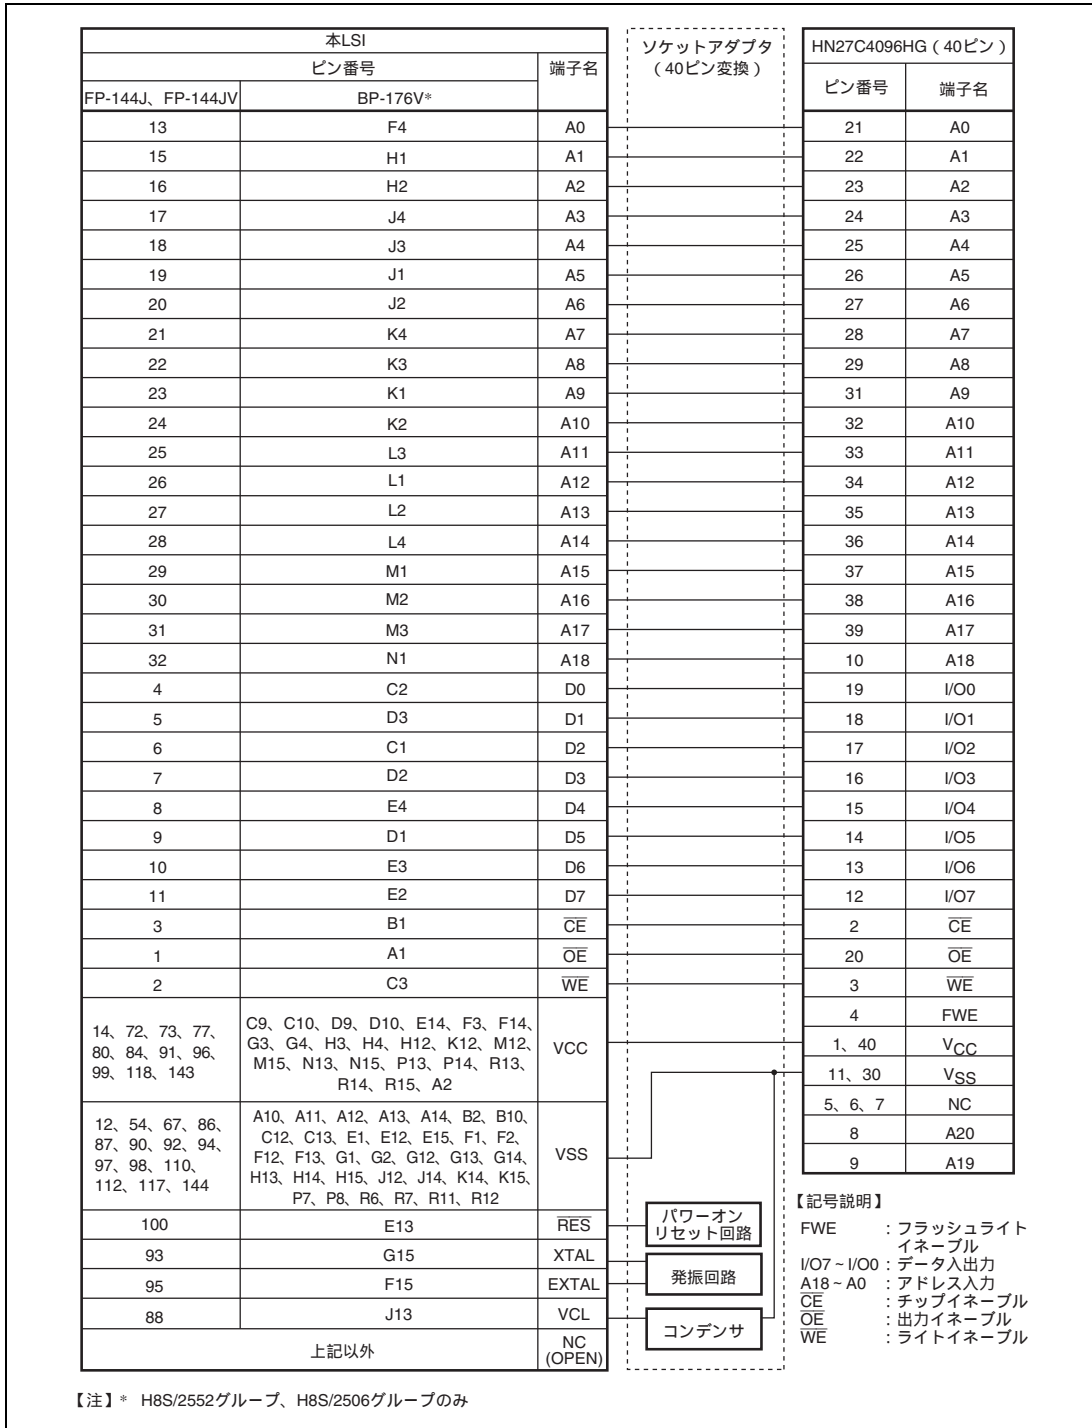 本LSI
ピン番号
端子名
FP-144J、FP-144JV BP-176V*
ソケットアダプタ
（40ピン変換）
HN27C4096HG（40ピン）
ピン番号 端子名
13 F4 A0 21 A0
15 H1 A1 22 A1
16 H2 A2 23 A2
17 J4 A3 24 A3
18 J3 A4 25 A4
19 J1 A5 26 A5
20 J2 A6 27 A6
21 K4 A7 28 A7
22 K3 A8 29 A8
23 K1 A9 31 A9
24 K2 A10 32 A10
25 L3 A11 33 A11
26 L1 A12 34 A12
27 L2 A13 35 A13
28 L4 A14 36 A14
29 M1 A15 37 A15
30 M2 A16 38 A16
31 M3 A17 39 A17
32 N1 A18 10 A18
4 C2 D0 19 I/O0
5 D3 D1 18 I/O1
6 C1 D2 17 I/O2
7 D2 D3 16 I/O3
8 E4 D4 15 I/O4
9 D1 D5 14 I/O5
10 E3 D6 13 I/O6
11 E2 D7 12 I/O7
3 B1 CE 2 CE
1 A1 OE 20 OE
2 C3 WE 3 WE
14、72、73、77、
80、84、91、96、
99、118、143
C9、C10、D9、D10、E14、F3、F14、
G3、G4、H3、H4、H12、K12、M12、
M15、N13、N15、P13、P14、R13、
R14、R15、A2
VCC
4 FWE
1、40 VCC
11、30 VSS
5、6、7 NC
8 A20
9 A19
12、54、67、86、
87、90、92、94、
97、98、110、
112、117、144
A10、A11、A12、A13、A14、B2、B10、
C12、C13、E1、E12、E15、F1、F2、
F12、F13、G1、G2、G12、G13、G14、
H13、H14、H15、J12、J14、K14、K15、
P7、P8、R6、R7、R11、R12
VSS
100 E13 RES
パワーオン
リセット回路
93 G15 XTAL
95 F15 EXTAL
発振回路
88 J13 VCL
コンデンサ
上記以外
NC
(OPEN)
【記号説明】
FWE ：フラッシュライト
イネーブル
I/O7～I/O0：データ入出力
A18～A0 ：アドレス入力
CE ：チップイネーブル
OE ：出力イネーブル
WE ：ライトイネーブル
【注】* H8S/2552グループ、H8S/2506グループのみ